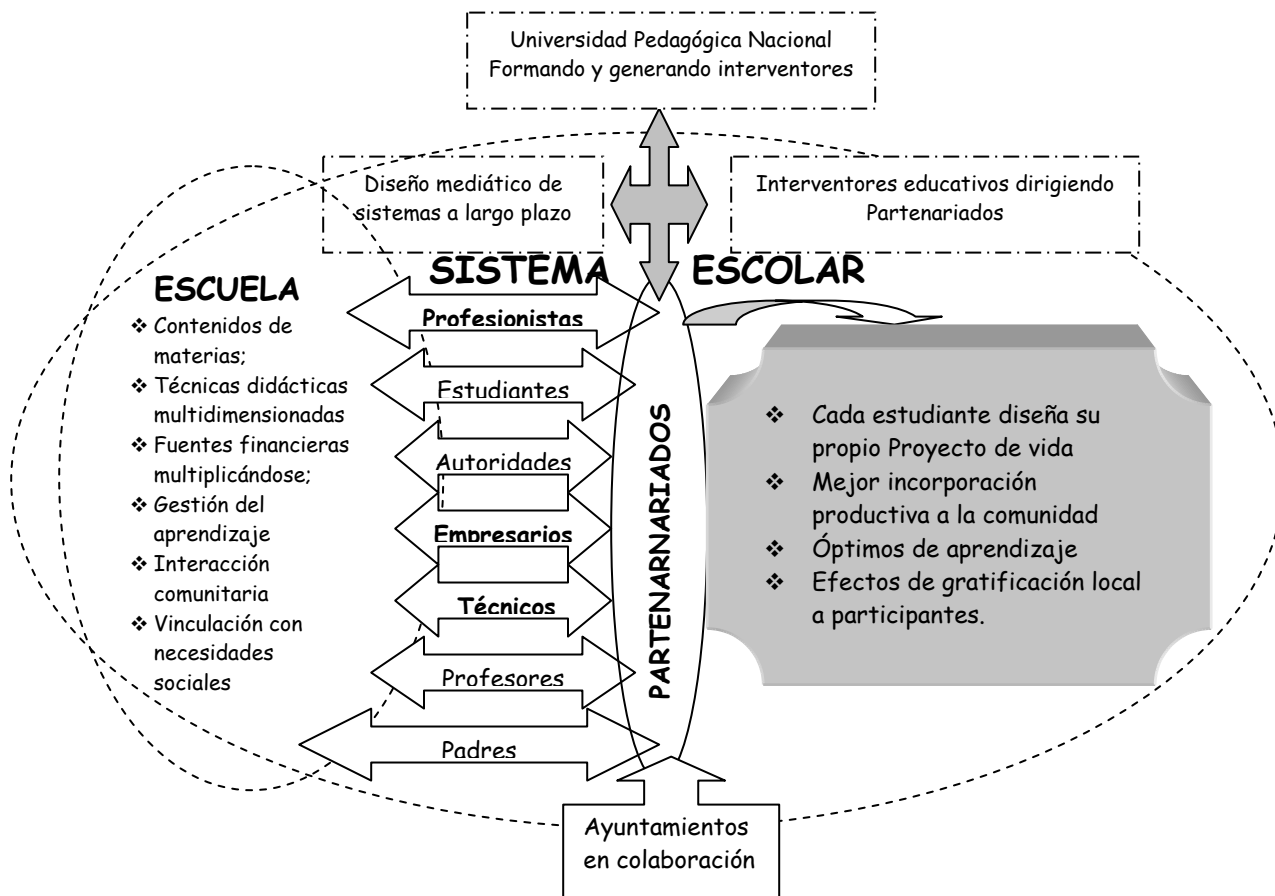 Universidad Pedagógica Nacional
Formando y generando interventores
Diseño mediático de
sistemas a largo plazo
Interventores educativos dirigiendo
Partenariados
SISTEMA ESCOLAR
ESCUELA
❖ Contenidos de
materias;
❖ Técnicas didácticas
multidimensionadas
❖ Fuentes financieras
multiplicándose;
❖ Gestión del
aprendizaje
❖ Interacción
comunitaria
❖ Vinculación con
necesidades
sociales
Profesionistas
Estudiantes
Autoridades
Empresarios
Técnicos
Profesores
Padres
PARTENARNARIADOS
❖ Cada estudiante diseña su
propio Proyecto de vida
❖ Mejor incorporación
productiva a la comunidad
❖ Óptimos de aprendizaje
❖ Efectos de gratificación local
a participantes.
Ayuntamientos
en colaboración